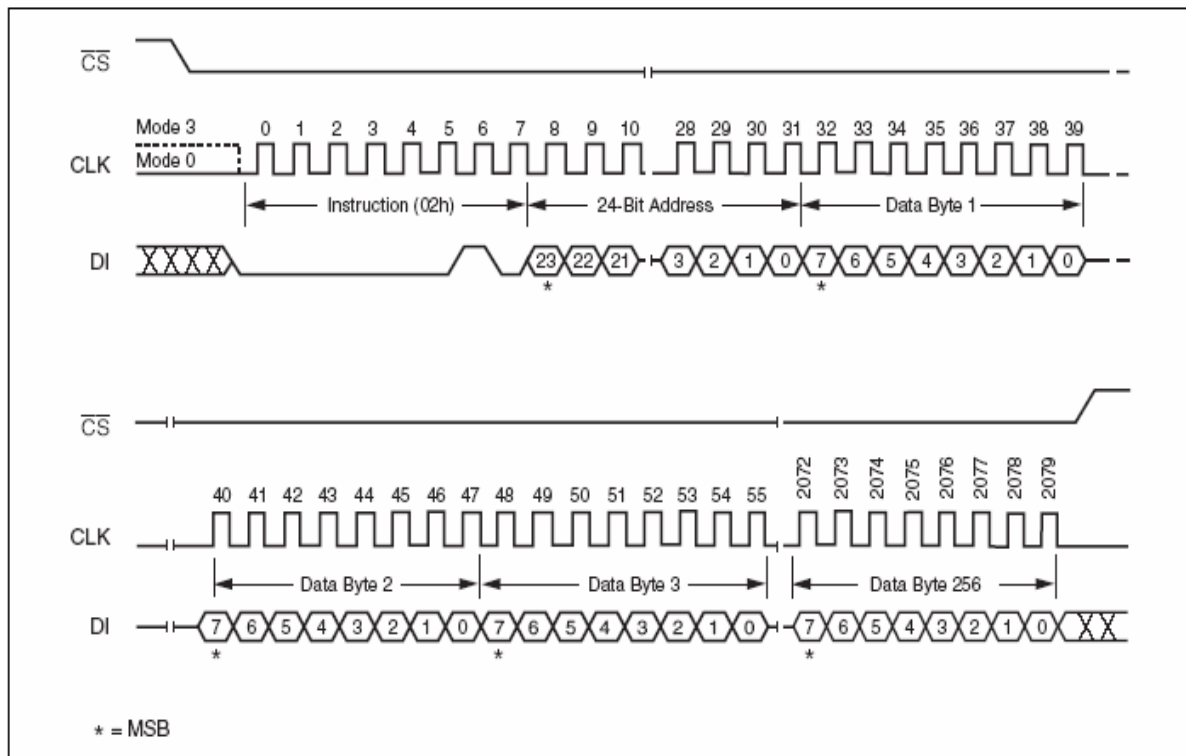 CS
Mode 3
0 1 2 3 4 5 6 7 8 9 10 28 29 30 31 32 33 34 35 36 37 38 39
CLK
Mode 0
Instruction (02h) 24-Bit Address Data Byte 1
DI 23 22 21 3 2 1 0 7 6 5 4 3 2 1 0
* *
CS
40 41 42 43 44 45 46 47 48 49 50 51 52 53 54 55 2072 2073 2074 2075 2076 2077 2078 2079
CLK
Data Byte 2 Data Byte 3 Data Byte 256
DI 7 6 5 4 3 2 1 0 7 6 5 4 3 2 1 0 7 6 5 4 3 2 1 0
* * *
* = MSB